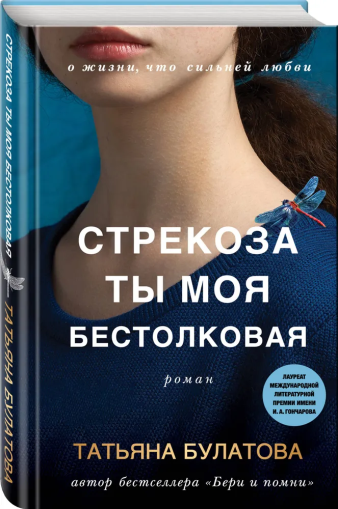 о жизни, что сильней любви
СТРЕКОЗА
ТЫ МОЯ
БЕСТОЛКОВАЯ
роман
ЛАУРЕАТ
МЕЖДУНАРОДНОЙ
ЛИТЕРАТУРНОЙ
ПРЕМИИ ИМЕНИ
И. А. ГОНЧАРОВА
ТАТЬЯНА БУЛАТОВА
автор бестселлера «Бери и помни»
СТРЕКОЗА ТЫ МОЯ БЕСТОЛКОВАЯ
ТАТЬЯНА БУЛАТОВА